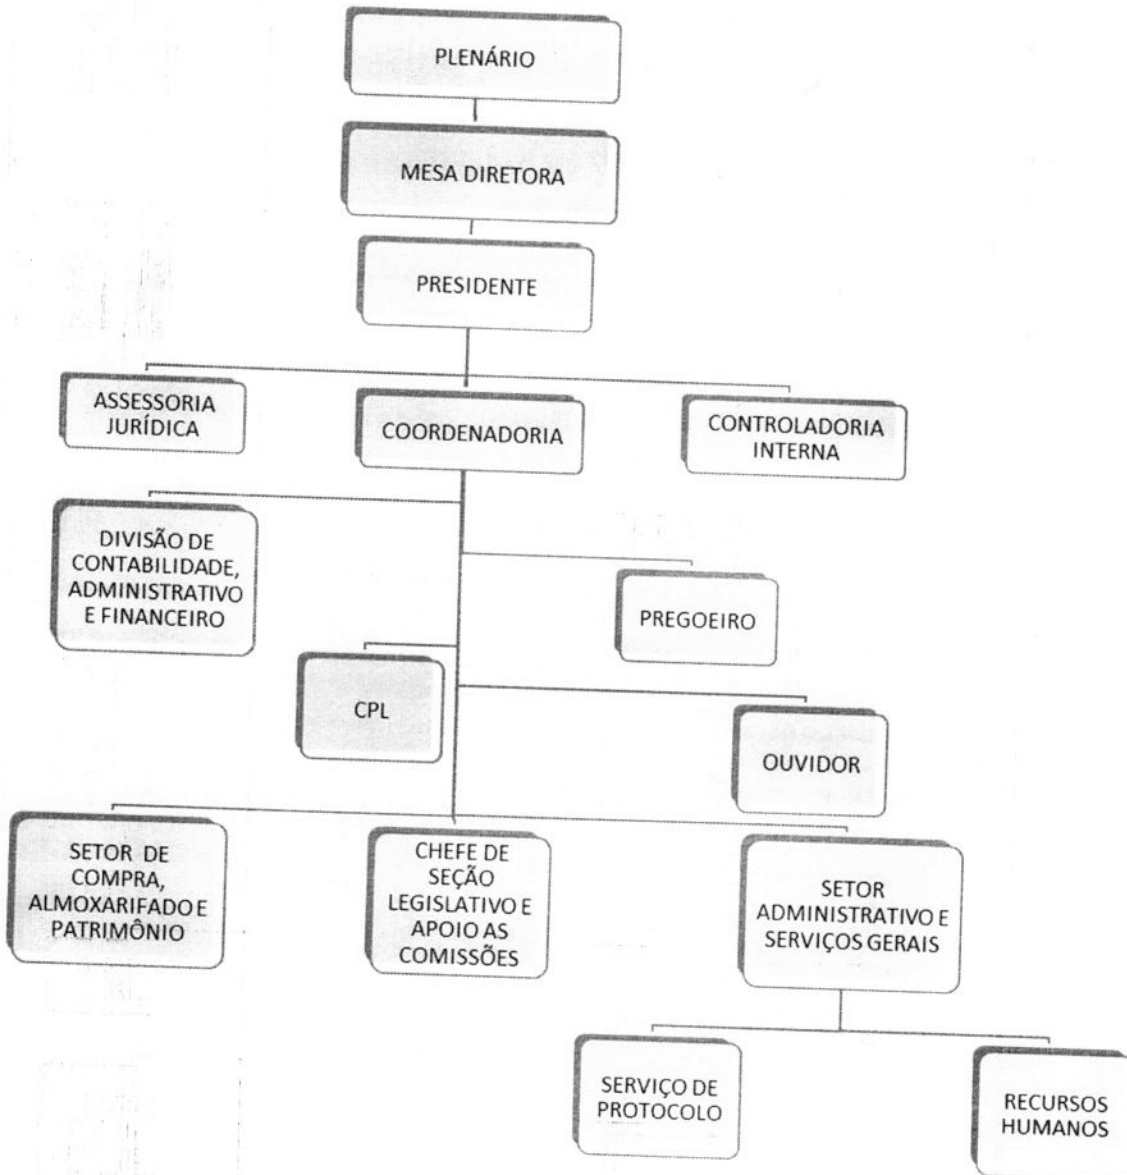 PLENÁRIO
MESA DIRETORA
PRESIDENTE
ASSESSORIA
JURÍDICA
COORDENADORIA
CONTROLADORIA
INTERNA
DIVISÃO DE
CONTABILIDADE,
ADMINISTRATIVO
E FINANCEIRO
PREGOEIRO
CPL
OUVIDOR
SETOR DE
COMPRA,
ALMOXARIFADO E
PATRIMÔNIO
CHEFE DE
SEÇÃO
LEGISLATIVO E
APOIO AS
COMISSÕES
SETOR
ADMINISTRATIVO E
SERVIÇOS GERAIS
SERVIÇO DE
PROTOCOLO
RECURSOS
HUMANOS